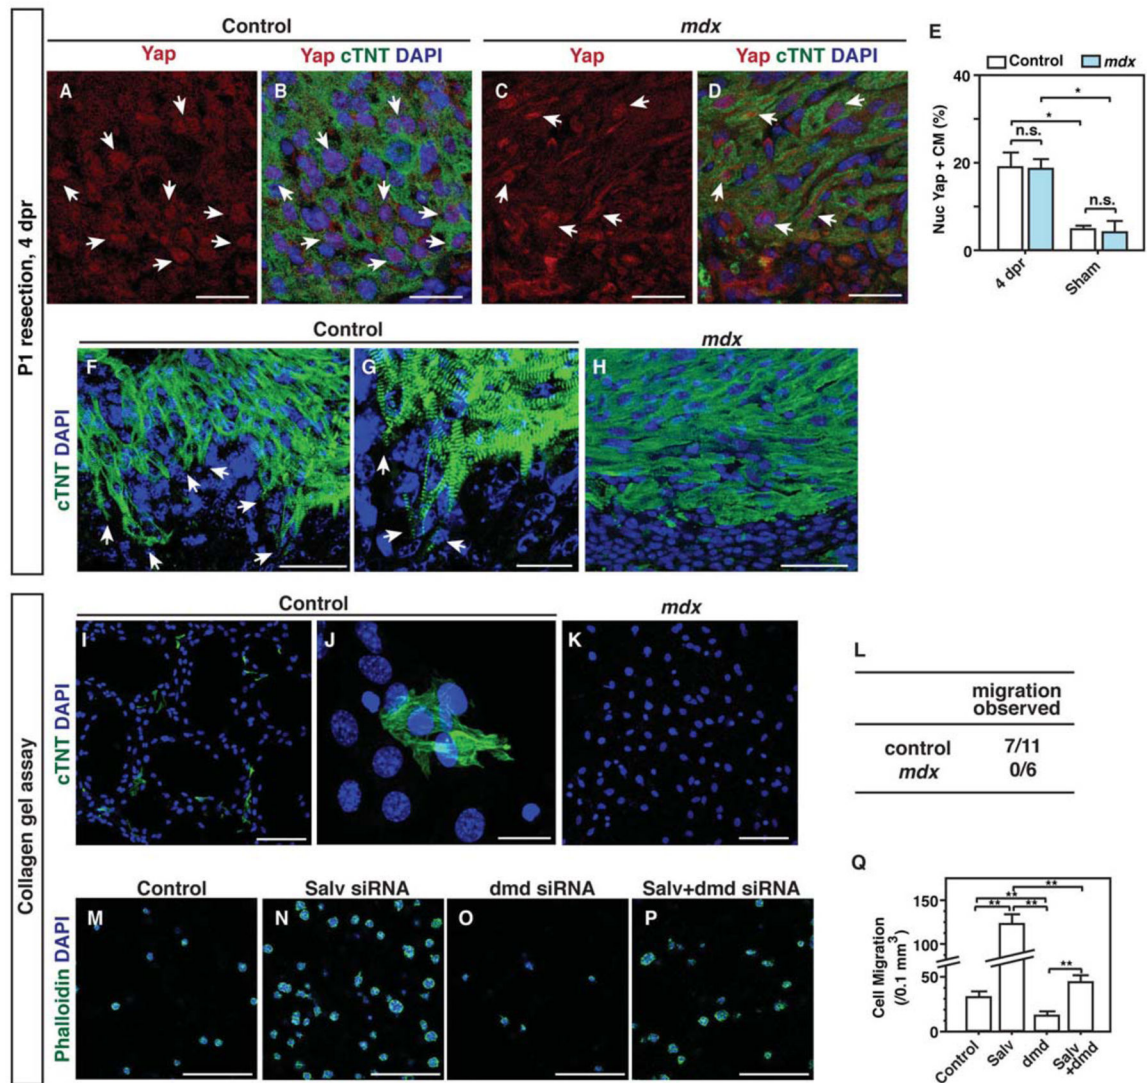 Control
mdx
Yap
Yap cTNT DAPI
Yap
Yap cTNT DAPI
P1 resection, 4 dpr
A
B
C
D
E
Control
mdx
Nuc Yap + CM (%)
40
20
0
*
*
n.s.
n.s.
4 dpr
Sham
Control
mdx
cTNT DAPI
F
G
H
Collagen gel assay
Control
mdx
cTNT DAPI
I
J
K
L
migration
observed
control 7/11
mdx 0/6
Control
Salv siRNA
dmd siRNA
Salv+dmd siRNA
Phalloidin DAPI
M
N
O
P
Q
Cell Migration
(/0.1 mm³)
150
100
50
0
**
**
**
**
**
Control
Salv
dmd
Salv
+dmd